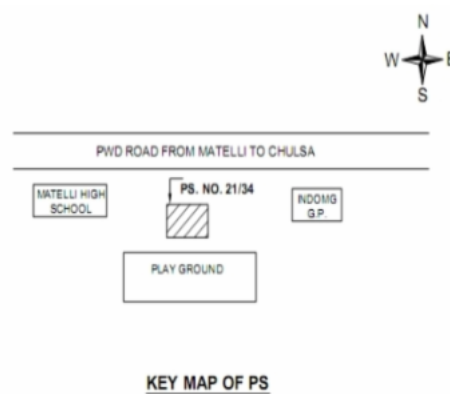 N
W E
S
PWD ROAD FROM MATELLI TO CHULSA
MATELLI HIGH
SCHOOL
PS. NO. 21/34
INDOMG
G.P.
PLAY GROUND
KEY MAP OF PS